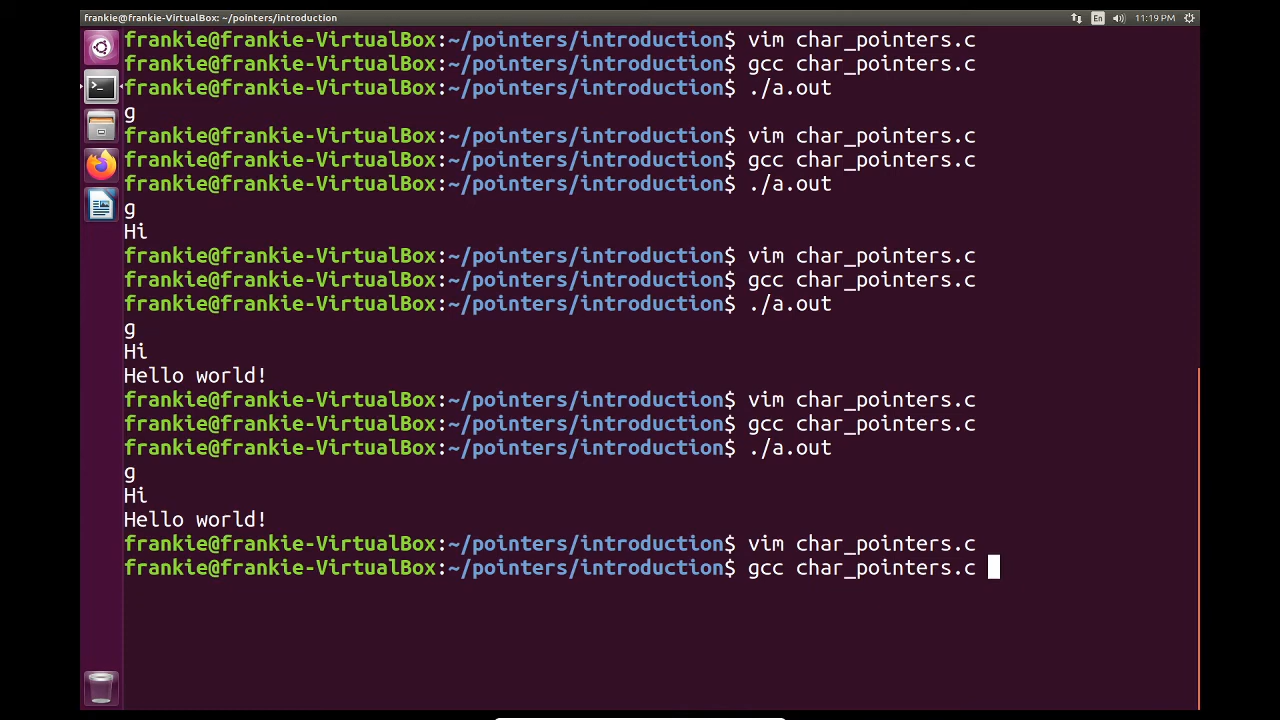 frankie@frankie-VirtualBox: ~/pointers/introduction
En
11:19 PM
frankie@frankie-VirtualBox:~/pointers/introduction$ vim char_pointers.c
frankie@frankie-VirtualBox:~/pointers/introduction$ gcc char_pointers.c
frankie@frankie-VirtualBox:~/pointers/introduction$ ./a.out
g
frankie@frankie-VirtualBox:~/pointers/introduction$ vim char_pointers.c
frankie@frankie-VirtualBox:~/pointers/introduction$ gcc char_pointers.c
frankie@frankie-VirtualBox:~/pointers/introduction$ ./a.out
g
Hi
frankie@frankie-VirtualBox:~/pointers/introduction$ vim char_pointers.c
frankie@frankie-VirtualBox:~/pointers/introduction$ gcc char_pointers.c
frankie@frankie-VirtualBox:~/pointers/introduction$ ./a.out
g
Hi
Hello world!
frankie@frankie-VirtualBox:~/pointers/introduction$ vim char_pointers.c
frankie@frankie-VirtualBox:~/pointers/introduction$ gcc char_pointers.c
frankie@frankie-VirtualBox:~/pointers/introduction$ ./a.out
g
Hi
Hello world!
frankie@frankie-VirtualBox:~/pointers/introduction$ vim char_pointers.c
frankie@frankie-VirtualBox:~/pointers/introduction$ gcc char_pointers.c